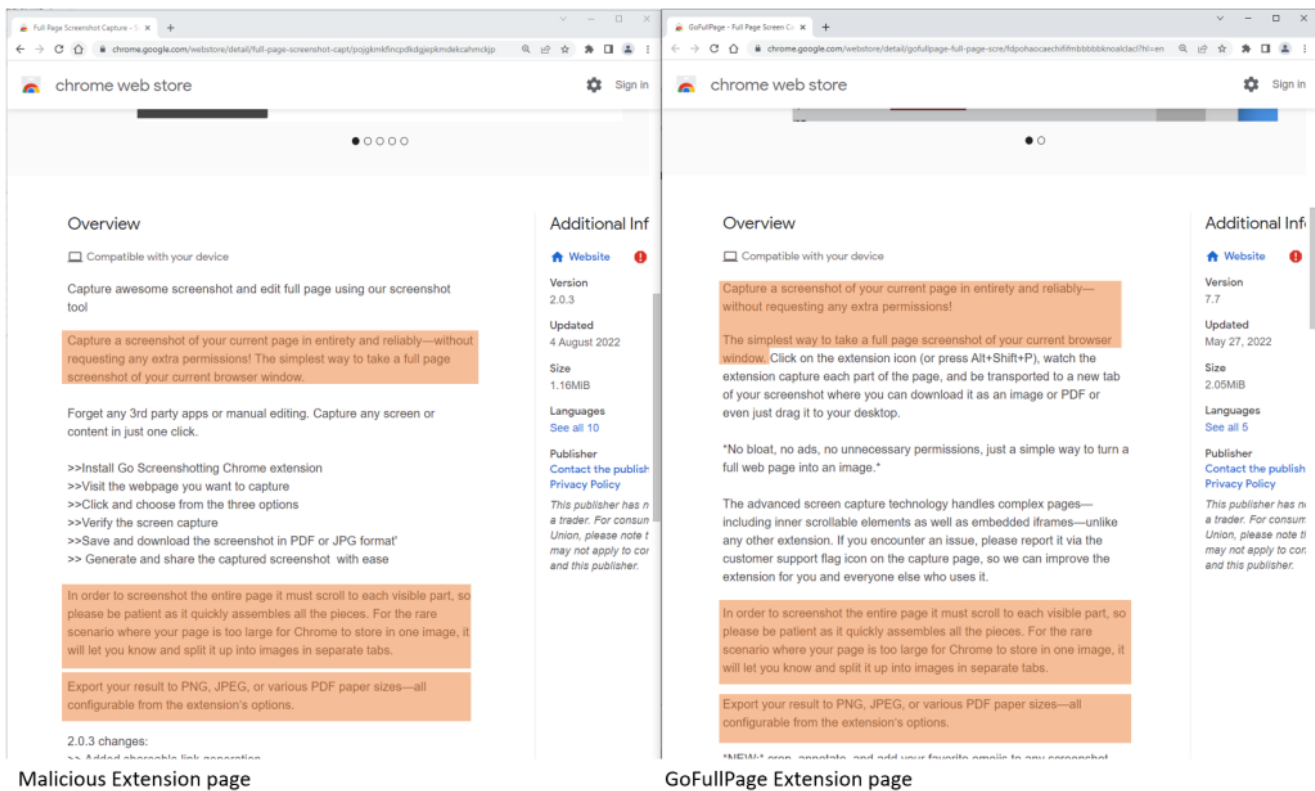 Full Page Screenshot Capture - S
chrome.google.com/webstore/detail/full-page-screenshot-capt/pojgkmkfincpdkdgjepkmdekcahmckjp
chrome web store
Sign in
Overview
Compatible with your device
Capture awesome screenshot and edit full page using our screenshot
tool
Capture a screenshot of your current page in entirety and reliably—without
requesting any extra permissions! The simplest way to take a full page
screenshot of your current browser window.
Forget any 3rd party apps or manual editing. Capture any screen or
content in just one click.
>>Install Go Screenshotting Chrome extension
>>Visit the webpage you want to capture
>>Click and choose from the three options
>>Verify the screen capture
>>Save and download the screenshot in PDF or JPG format'
>> Generate and share the captured screenshot with ease
In order to screenshot the entire page it must scroll to each visible part, so
please be patient as it quickly assembles all the pieces. For the rare
scenario where your page is too large for Chrome to store in one image, it
will let you know and split it up into images in separate tabs.
Export your result to PNG, JPEG, or various PDF paper sizes—all
configurable from the extension's options.
2.0.3 changes:
>> Added shareable link generation
Additional Inf
Website
Version
2.0.3
Updated
4 August 2022
Size
1.16MiB
Languages
See all 10
Publisher
Contact the publish
Privacy Policy
This publisher has n
a trader. For consun
Union, please note t
may not apply to cor
and this publisher.
Malicious Extension page
GoFullPage - Full Page Screen Ca
chrome.google.com/webstore/detail/gofullpage-full-page-scre/fdpohaocaechififmbbbbbknoalclacl?hl=en
chrome web store
Sign in
Overview
Compatible with your device
Capture a screenshot of your current page in entirety and reliably—
without requesting any extra permissions!
The simplest way to take a full page screenshot of your current browser
window. Click on the extension icon (or press Alt+Shift+P), watch the
extension capture each part of the page, and be transported to a new tab
of your screenshot where you can download it as an image or PDF or
even just drag it to your desktop.
*No bloat, no ads, no unnecessary permissions, just a simple way to turn a
full web page into an image.*
The advanced screen capture technology handles complex pages—
including inner scrollable elements as well as embedded iframes—unlike
any other extension. If you encounter an issue, please report it via the
customer support flag icon on the capture page, so we can improve the
extension for you and everyone else who uses it.
In order to screenshot the entire page it must scroll to each visible part, so
please be patient as it quickly assembles all the pieces. For the rare
scenario where your page is too large for Chrome to store in one image, it
will let you know and split it up into images in separate tabs.
Export your result to PNG, JPEG, or various PDF paper sizes—all
configurable from the extension's options.
*NEW:* crop, annotate, and add your favorite emojis to any screenshot
Additional Inf
Website
Version
7.7
Updated
May 27, 2022
Size
2.05MiB
Languages
See all 5
Publisher
Contact the publish
Privacy Policy
This publisher has n
a trader. For consum
Union, please note t
may not apply to con
and this publisher.
GoFullPage Extension page